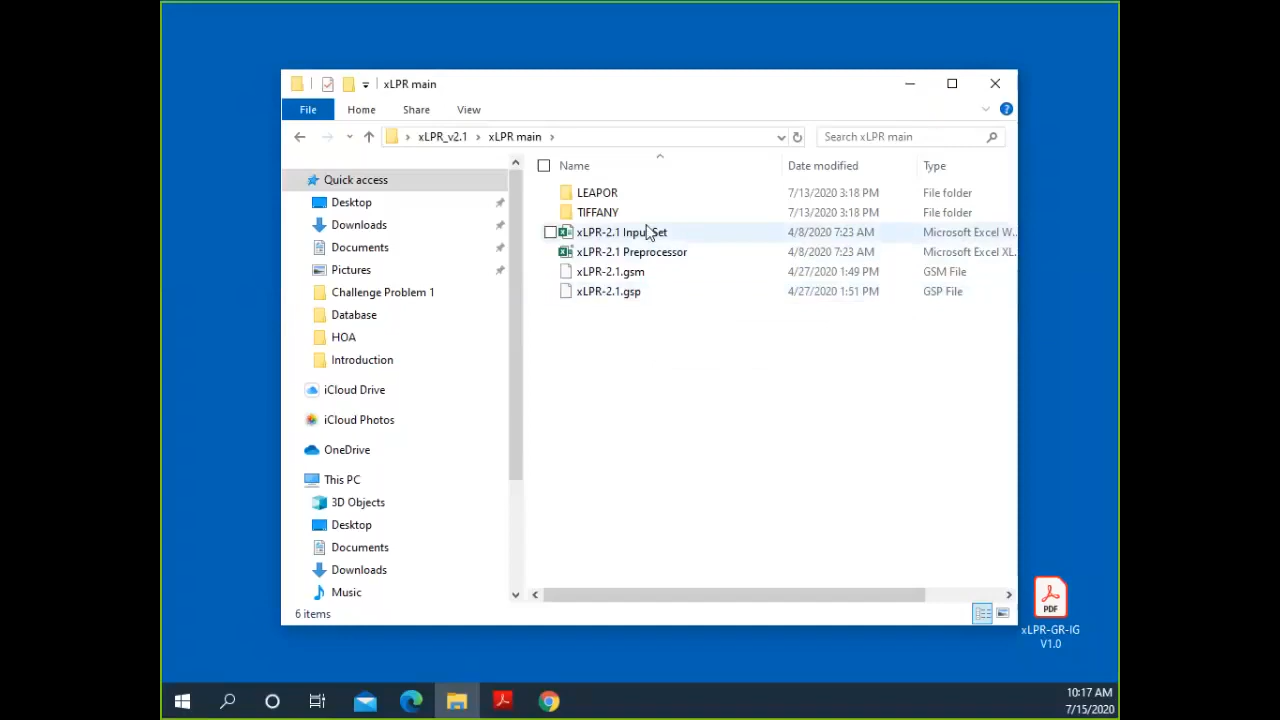 xLPR main
File Home Share View
xLPR_v2.1 > xLPR main >
Search xLPR main
Name Date modified Type
LEAPOR 7/13/2020 3:18 PM File folder
TIFFANY 7/13/2020 3:18 PM File folder
xLPR-2.1 Input Set 4/8/2020 7:23 AM Microsoft Excel W...
xLPR-2.1 Preprocessor 4/8/2020 7:23 AM Microsoft Excel XL...
xLPR-2.1.gsm 4/27/2020 1:49 PM GSM File
xLPR-2.1.gsp 4/27/2020 1:51 PM GSP File
Quick access
Desktop
Downloads
Documents
Pictures
Challenge Problem 1
Database
HOA
Introduction
iCloud Drive
iCloud Photos
OneDrive
This PC
3D Objects
Desktop
Documents
Downloads
Music
6 items
PDF
xLPR-GR-IG
V1.0
10:17 AM
7/15/2020